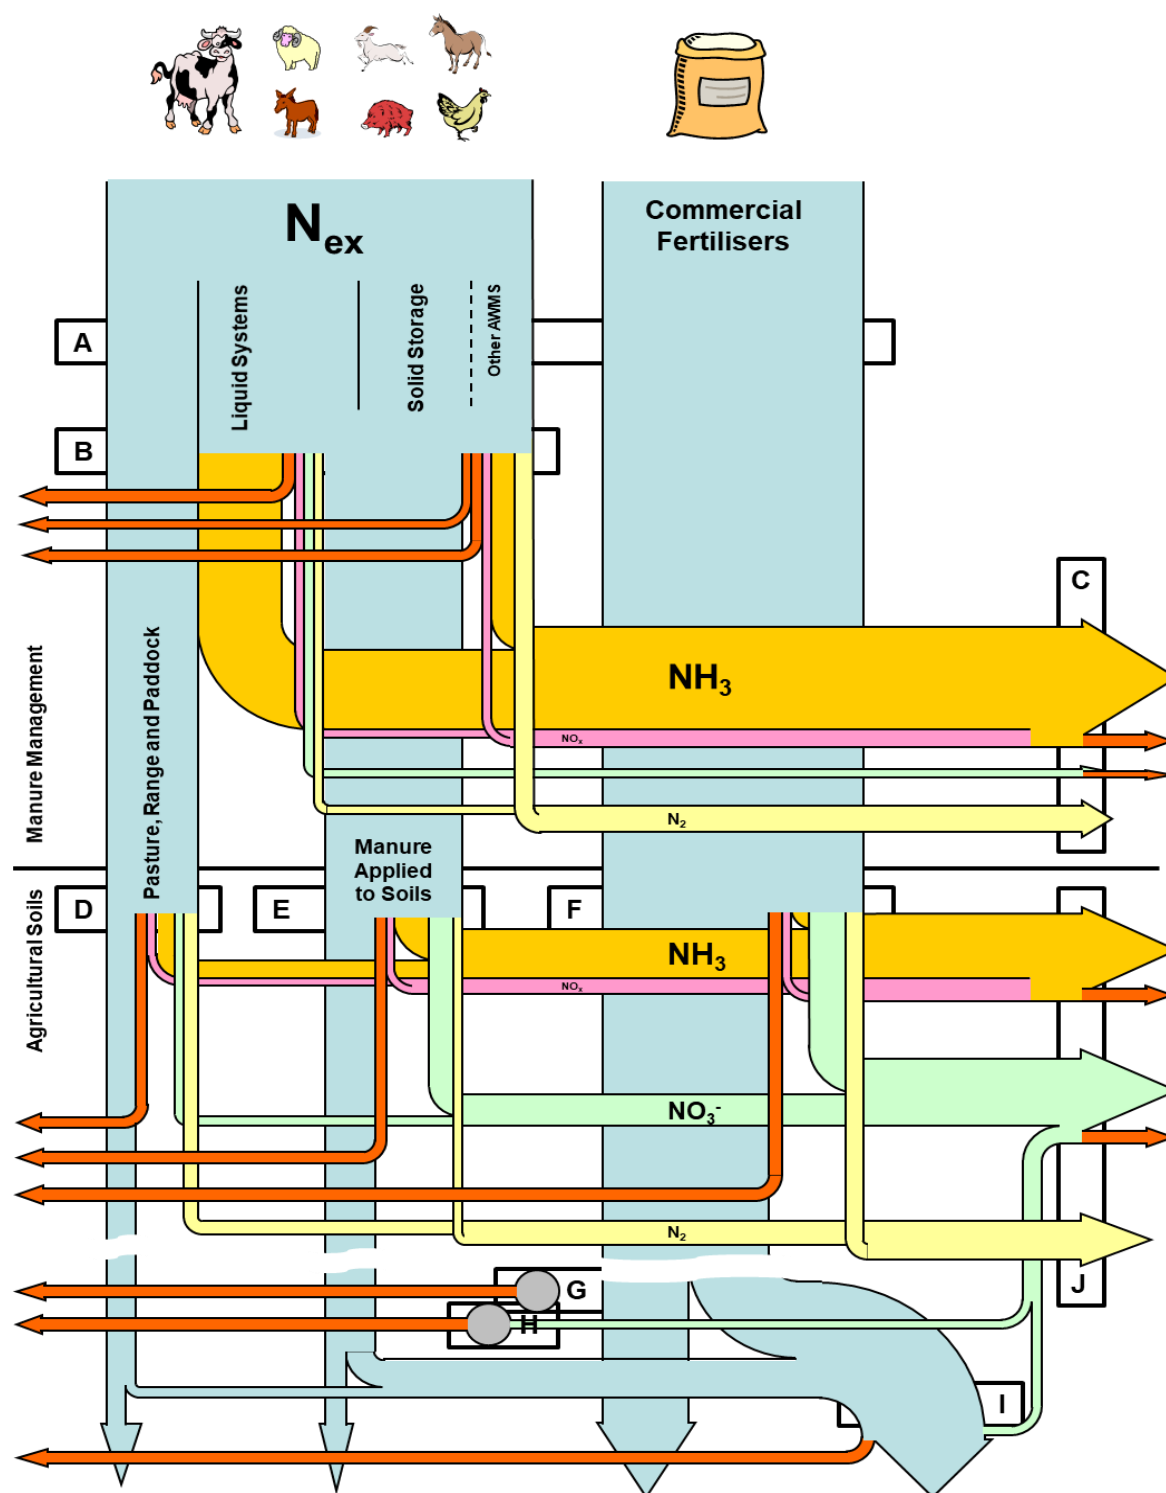 N_ex
Commercial
Fertilisers
Liquid Systems
Solid Storage
Other AWMS
A
B
C
Manure Management
Pasture, Range and Paddock
NH₃
NOₓ
N₂
Manure
Applied
to Soils
Agricultural Soils
D
E
F
NH₃
NOₓ
NO₃⁻
N₂
G
J
H
I